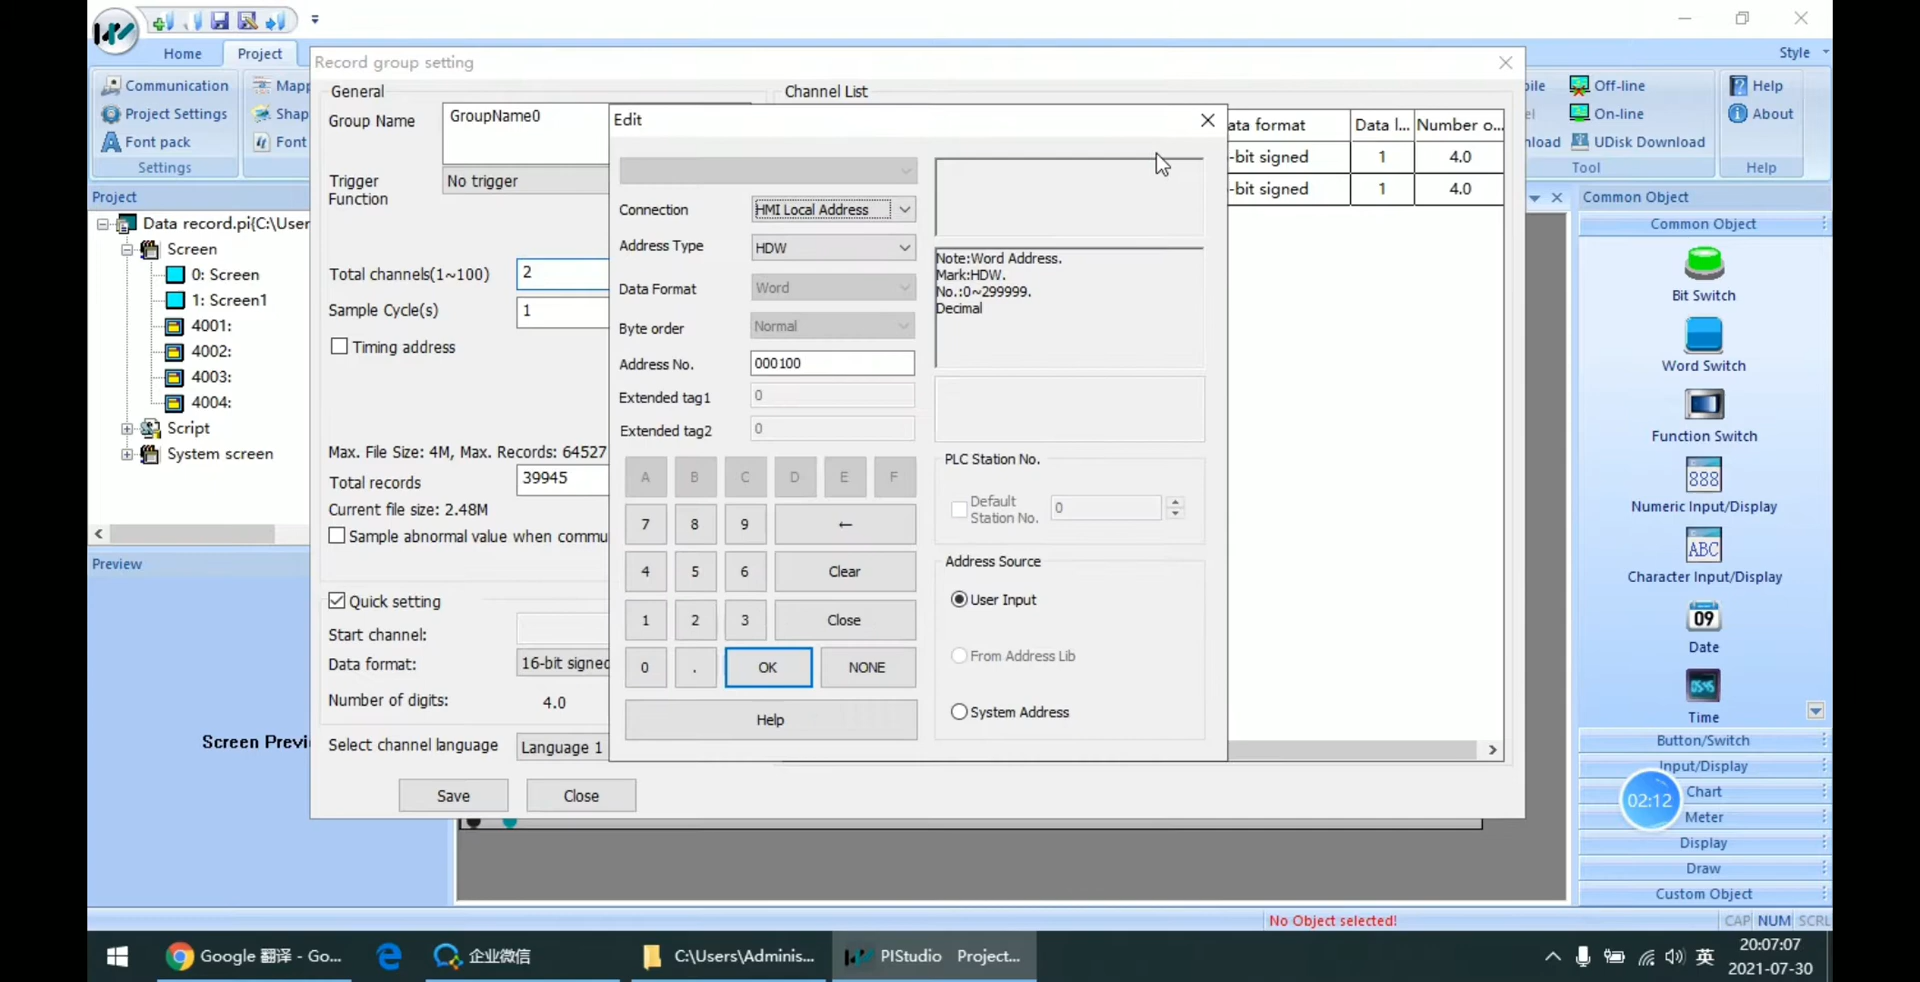 Home
Project
Style
Communication
Project Settings
Font pack
Settings
Mapp
Shap
Font
Record group setting
General
Group Name
GroupName0
Trigger
Function
No trigger
Total channels(1~100)
2
Sample Cycle(s)
1
Timing address
Max. File Size: 4M, Max. Records: 64527
Total records
39945
Current file size: 2.48M
Sample abnormal value when commu
Quick setting
Start channel:
Data format:
16-bit signed
Number of digits:
4.0
Select channel language
Language 1
Save
Close
Channel List
ata format
Data l...
Number o...
-bit signed
1
4.0
-bit signed
1
4.0
Edit
Connection
HMI Local Address
Address Type
HDW
Data Format
Word
Byte order
Normal
Address No.
000100
Extended tag1
0
Extended tag2
0
A
B
C
D
E
F
7
8
9
←
4
5
6
Clear
1
2
3
Close
0
.
OK
NONE
Help
Note:Word Address.
Mark:HDW.
No.:0~299999.
Decimal
PLC Station No.
Default
Station No.
0
Address Source
User Input
From Address Lib
System Address
ile
Off-line
el
On-line
nload
UDisk Download
Tool
Help
About
Help
Project
Data record.pi{C:\User
Screen
0: Screen
1: Screen1
4001:
4002:
4003:
4004:
Script
System screen
Preview
Screen Previ
Common Object
Common Object
Bit Switch
Word Switch
Function Switch
888
Numeric Input/Display
ABC
Character Input/Display
09
Date
05:45
Time
Button/Switch
Input/Display
02:12
Chart
Meter
Display
Draw
Custom Object
No Object selected!
CAP
NUM
SCRL
Google 翻译 - Go...
企业微信
C:\Users\Adminis...
PIStudio Project...
英
20:07:07
2021-07-30